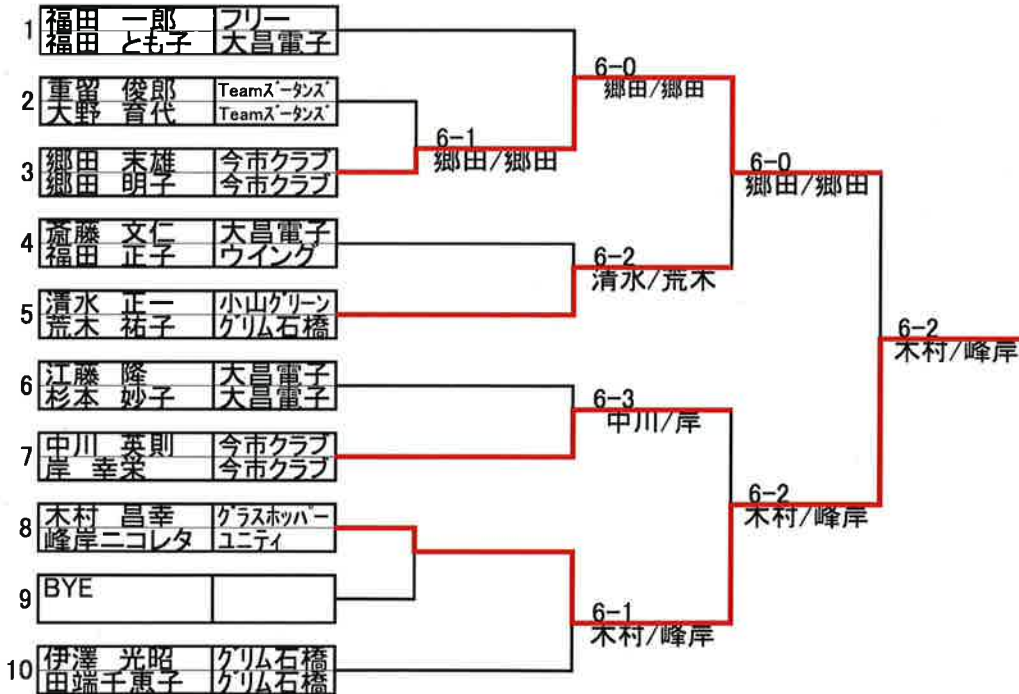 1 福田 一郎 フリー
福田 とも子 大昌電子
2 重留 俊郎 Teamズータンズ
大野 育代 Teamズータンズ
3 郷田 末雄 今市クラブ
郷田 明子 今市クラブ
4 斎藤 文仁 大昌電子
福田 正子 ウイング
5 清水 正一 小山グリーン
荒木 祐子 グリム石橋
6 江藤 隆 大昌電子
杉本 妙子 大昌電子
7 中川 英則 今市クラブ
岸 幸栄 今市クラブ
8 木村 昌幸 グラスホッパー
峰岸ニコレタ ユニティ
9 BYE
10 伊澤 光昭 グリム石橋
田端千恵子 グリム石橋
6-1
郷田/郷田
6-0
郷田/郷田
6-2
清水/荒木
6-3
中川/岸
6-1
木村/峰岸
6-0
郷田/郷田
6-2
木村/峰岸
6-2
木村/峰岸